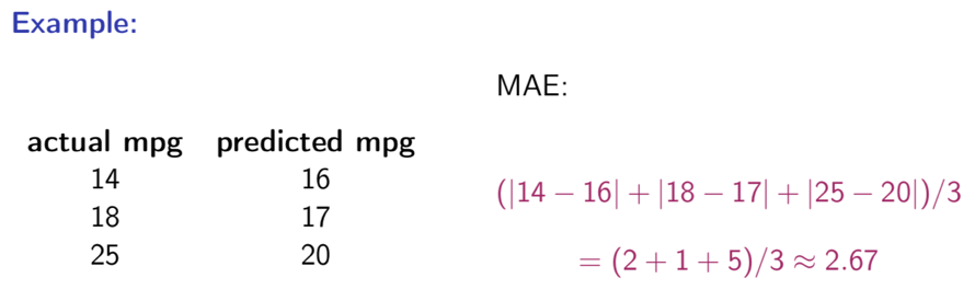 Example:
MAE:
actual mpg predicted mpg
14 16
18 17
25 20
(|14 − 16| + |18 − 17| + |25 − 20|)/3
= (2 + 1 + 5)/3 ≈ 2.67